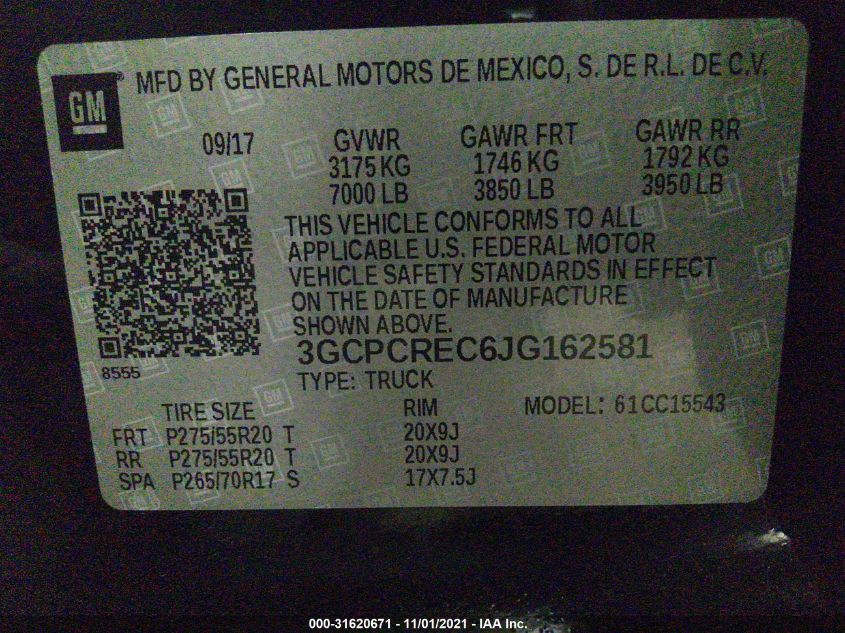 MFD BY GENERAL MOTORS DE MEXICO, S. DE R.L. DE C.V.
GM ®
09/17 GVWR GAWR FRT GAWR RR
3175 KG 1746 KG 1792 KG
7000 LB 3850 LB 3950 LB
THIS VEHICLE CONFORMS TO ALL
APPLICABLE U.S. FEDERAL MOTOR
VEHICLE SAFETY STANDARDS IN EFFECT
ON THE DATE OF MANUFACTURE
SHOWN ABOVE.
3GCPCREC6JG162581
8555
TYPE: TRUCK
TIRE SIZE RIM MODEL: 61CC15543
FRT P275/55R20 T 20X9J
RR P275/55R20 T 20X9J
SPA P265/70R17 S 17X7.5J
000-31620671 - 11/01/2021 - IAA Inc.